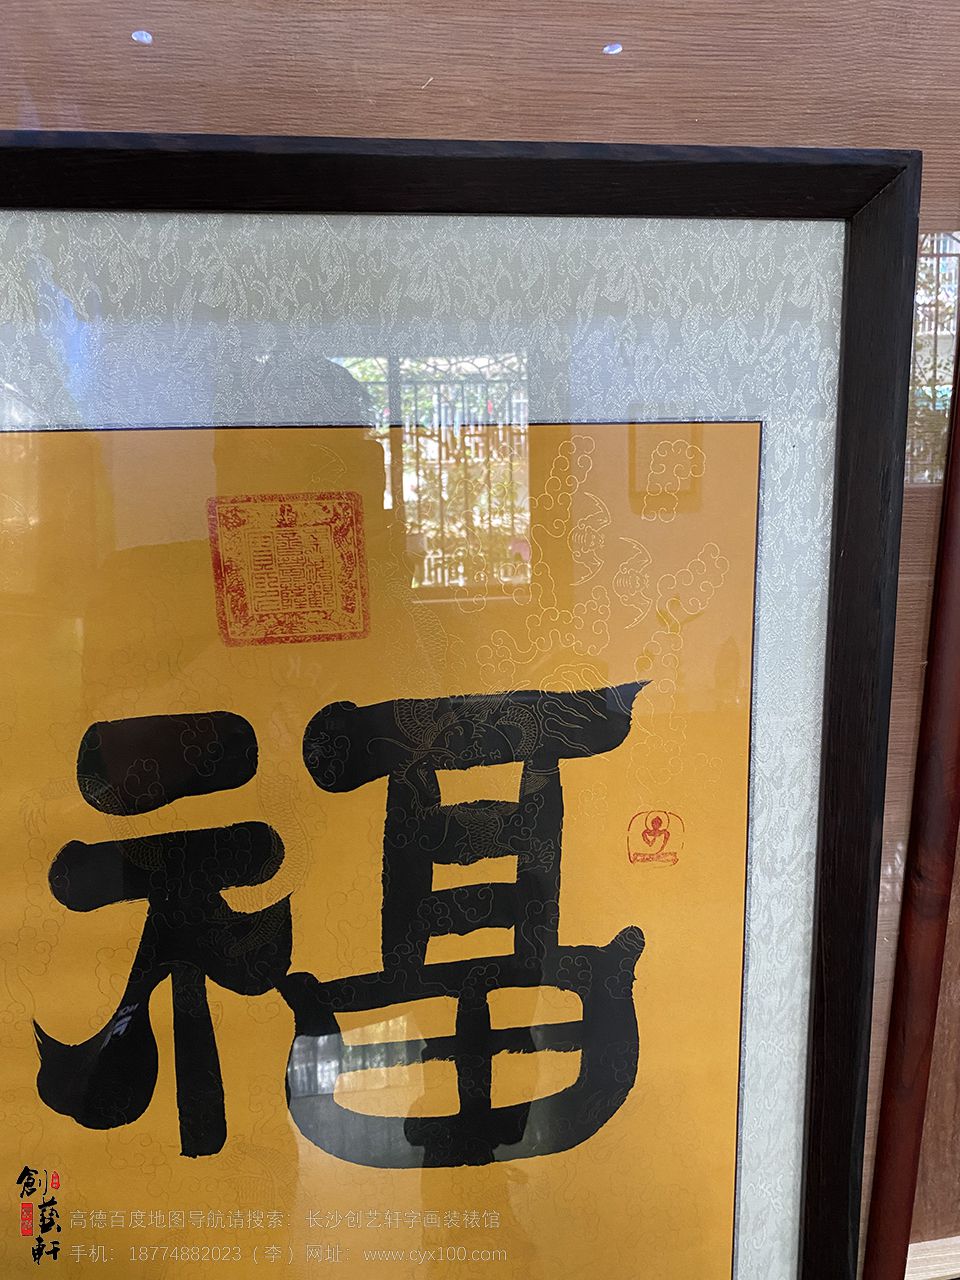 福
創藝軒
高德百度地图导航请搜索：长沙创艺轩字画装裱馆
手机：18774882023（李）网址：www.cyx100.com